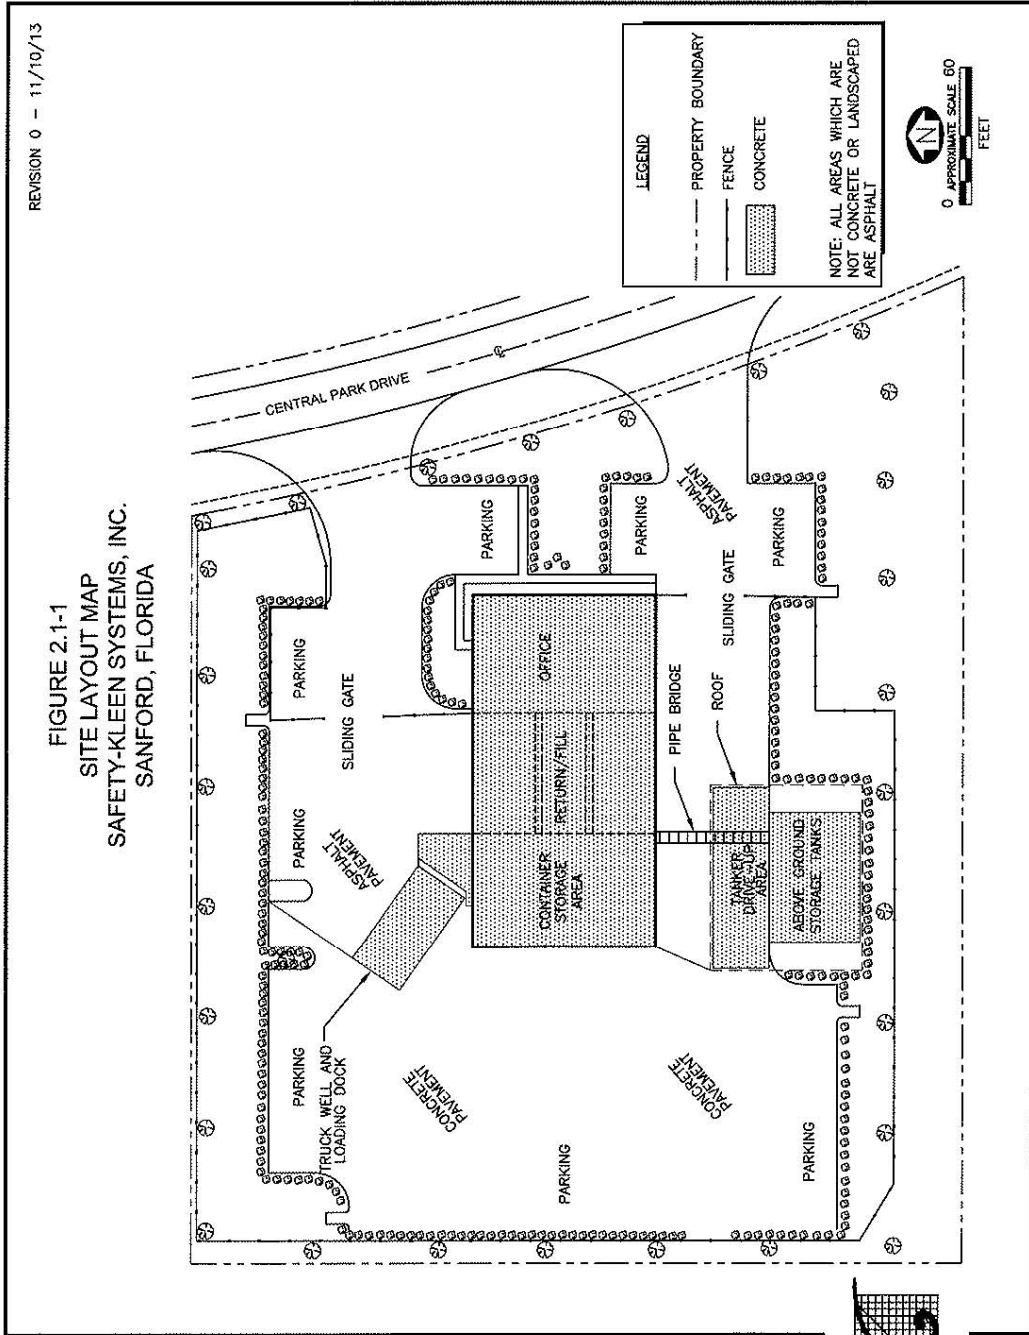 REVISION 0 – 11/10/13
FIGURE 2.1-1
SITE LAYOUT MAP
SAFETY-KLEEN SYSTEMS, INC.
SANFORD, FLORIDA
LEGEND
PROPERTY BOUNDARY
FENCE
CONCRETE
NOTE: ALL AREAS WHICH ARE
NOT CONCRETE OR LANDSCAPED
ARE ASPHALT
N
0 APPROXIMATE SCALE 60
FEET
CENTRAL PARK DRIVE
PARKING
PARKING
ASPHALT
PAVEMENT
PARKING
PARKING
SLIDING GATE
SLIDING GATE
OFFICE
PIPE BRIDGE
ROOF
RETURN/FILL
PARKING
ASPHALT
PAVEMENT
CONTAINER
STORAGE
AREA
TANKER
DRIVE-UP
AREA
ABOVE GROUND
STORAGE TANKS
PARKING
TRUCK WELL AND
LOADING DOCK
CONCRETE
PAVEMENT
CONCRETE
PAVEMENT
PARKING
PARKING